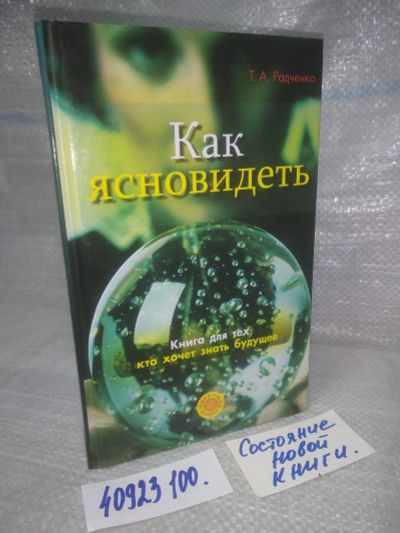 Т. А. Радченко
Как
ясновидеть
Книга для тех,
кто хочет знать будущее
40923 100.
Состояние
новой
книги.